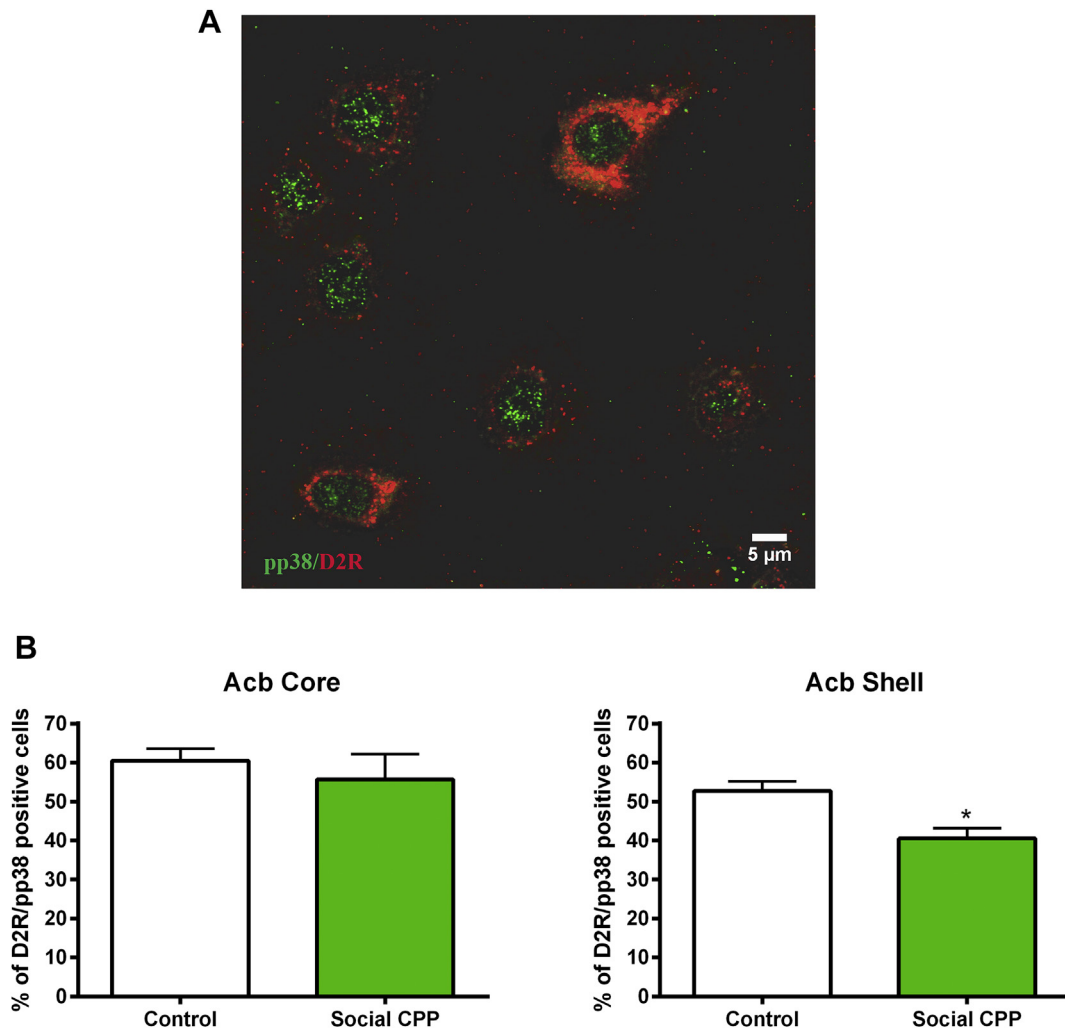 A
pp38/D2R
5 µm
B
Acb Core
% of D2R/pp38 positive cells
70
60
50
40
30
20
10
0
Control Social CPP
Acb Shell
% of D2R/pp38 positive cells
70
60
50
40
30
20
10
0
*
Control Social CPP